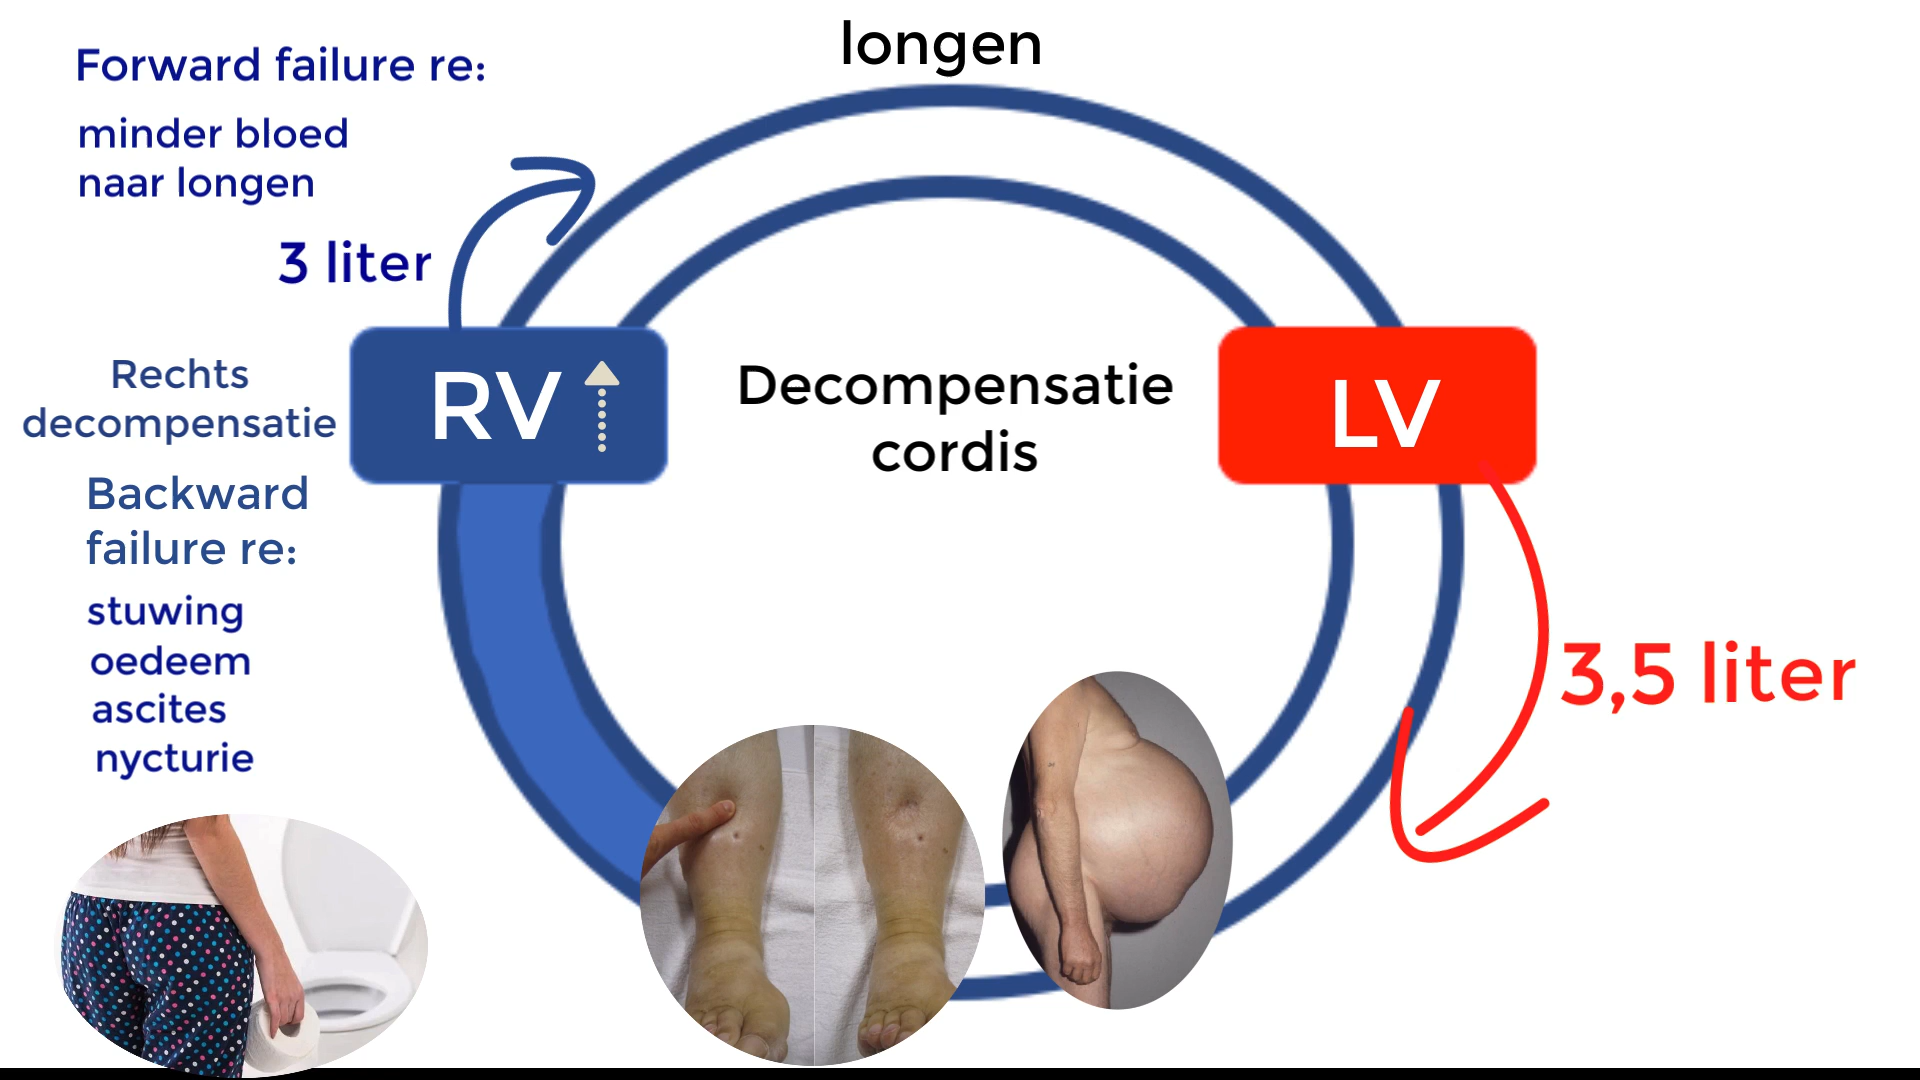 longen
Forward failure re:
minder bloed
naar longen
3 liter
Rechts
decompensatie
RV
Decompensatie
cordis
LV
Backward
failure re:
stuwing
oedeem
ascites
nycturie
3,5 liter